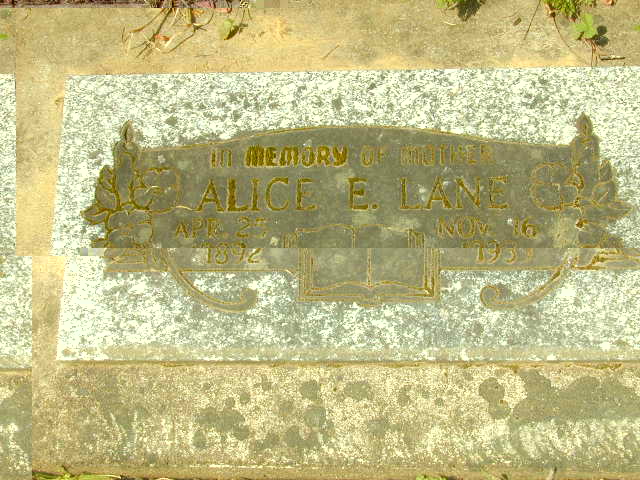 IN MEMORY OF MOTHER
ALICE E. LANE
APR. 25 NOV. 16
1892